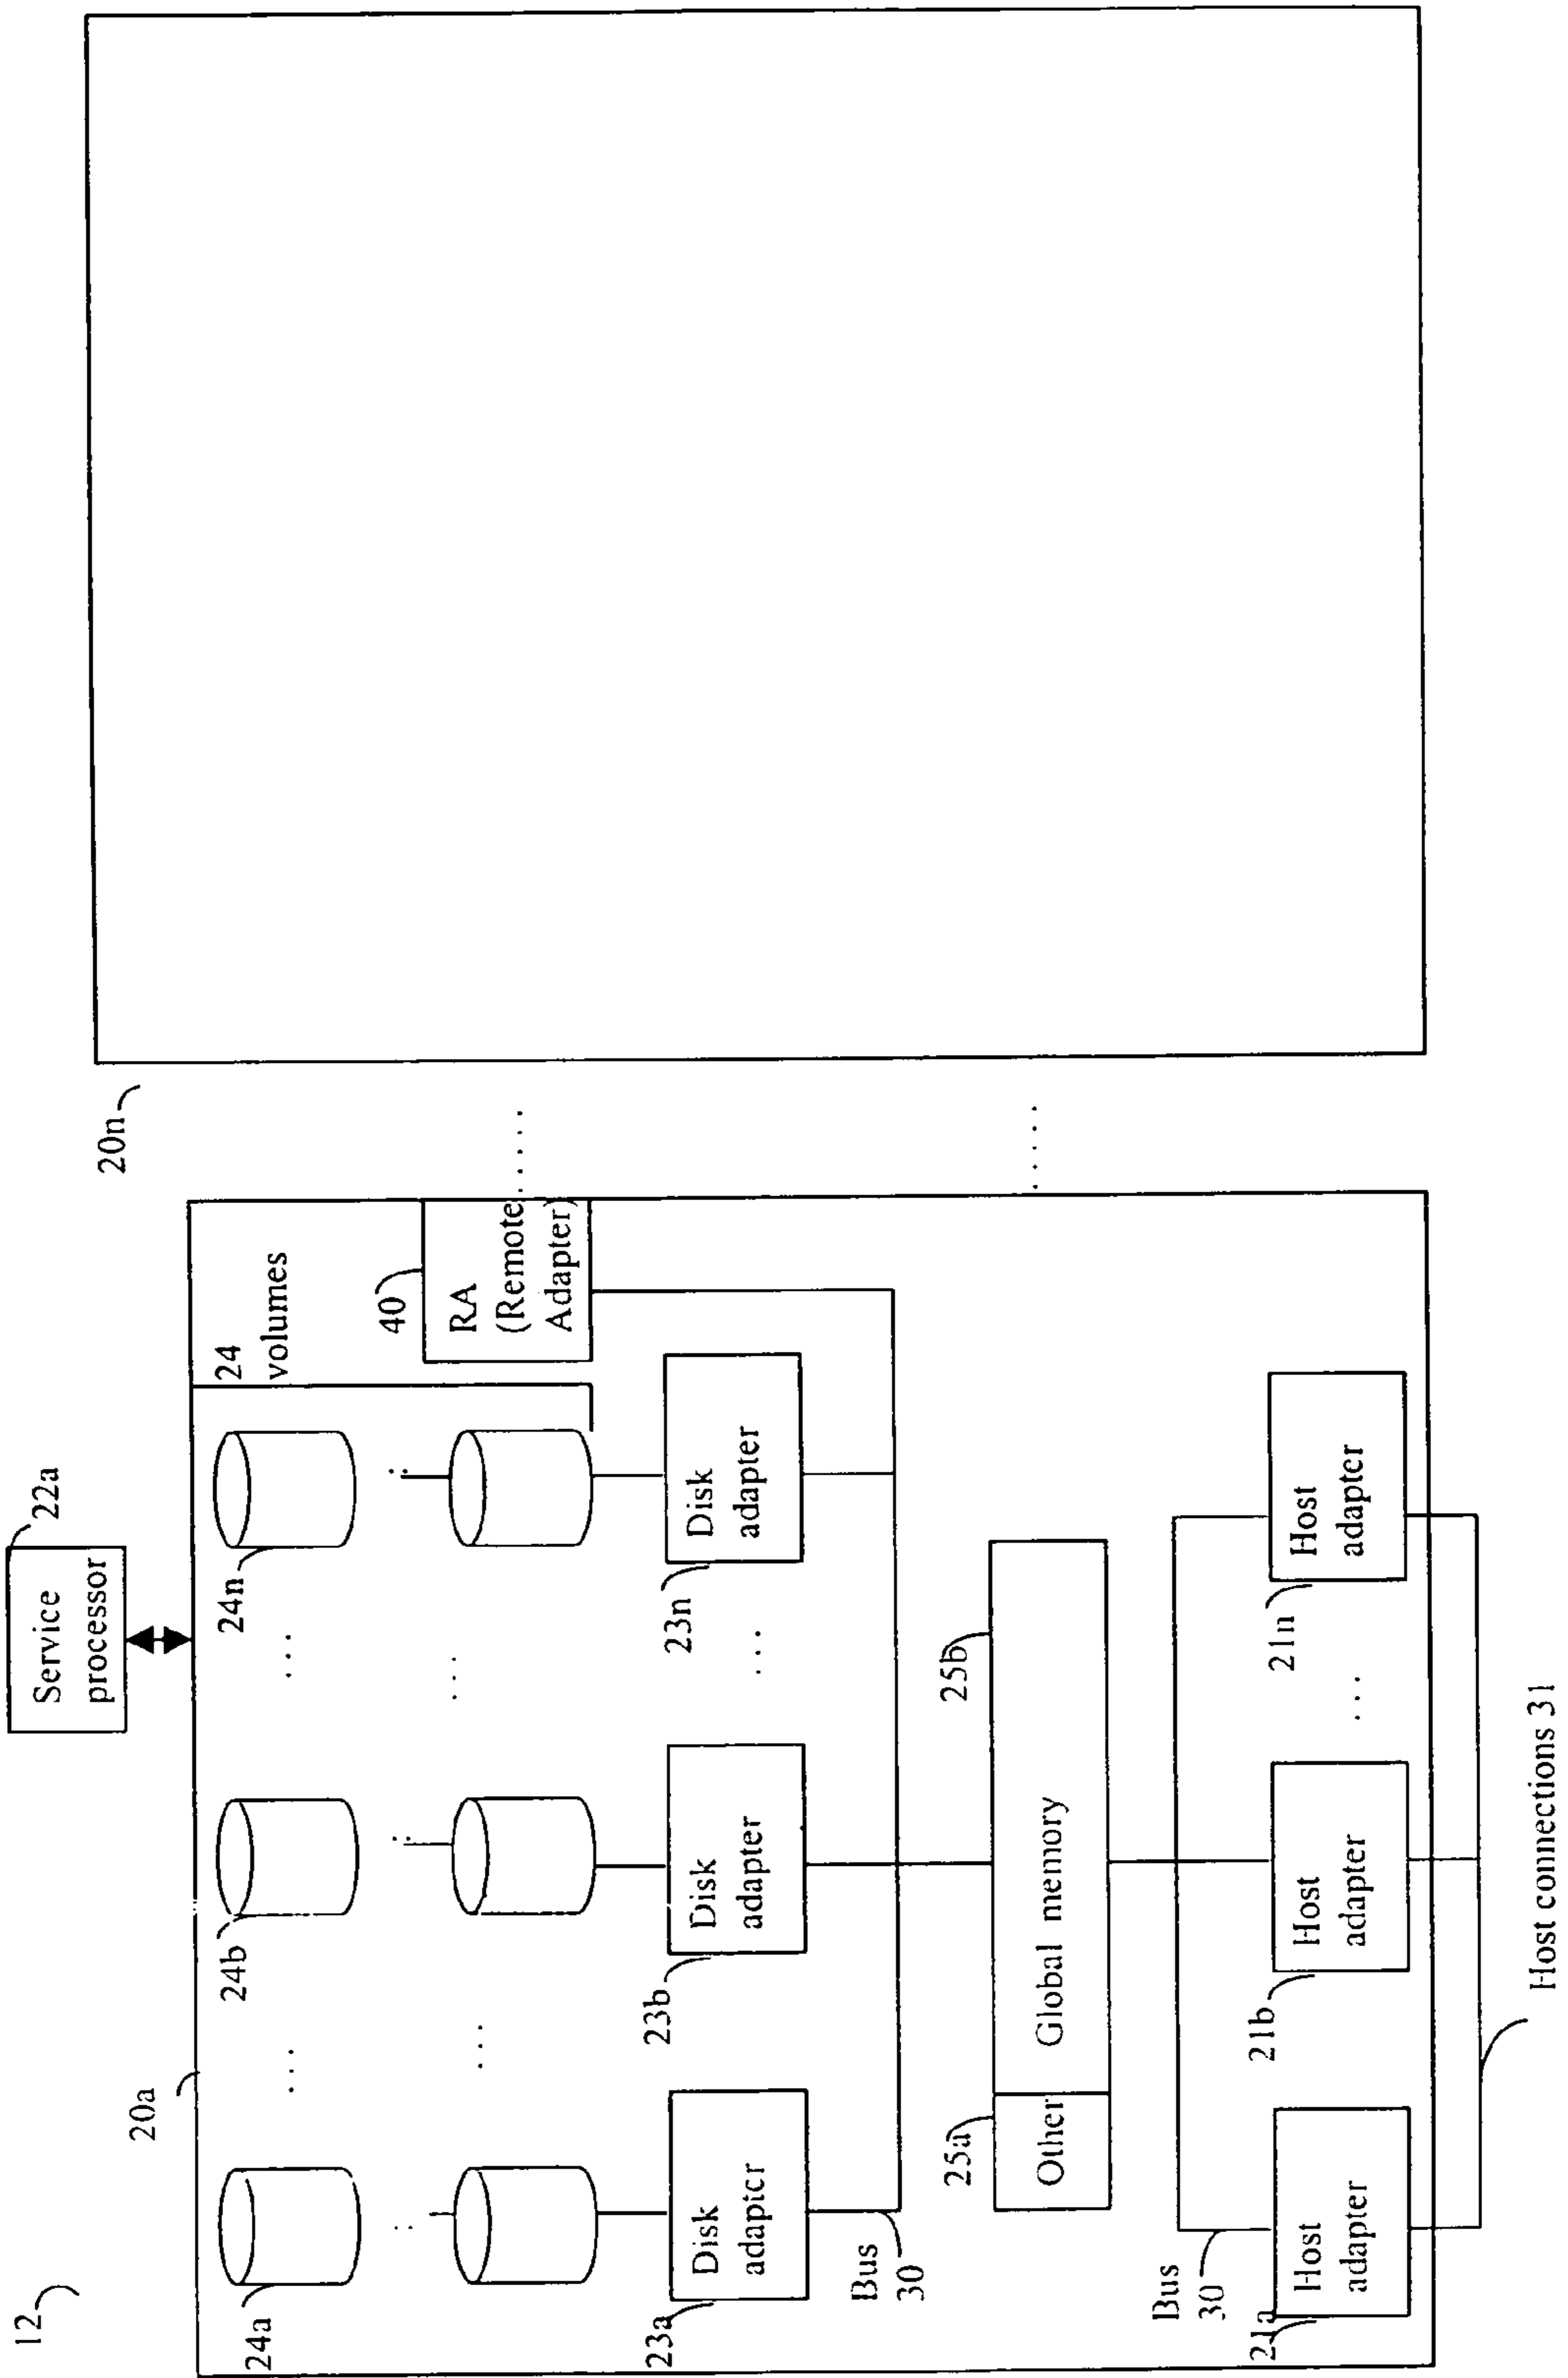 12
Service
processor
22a
20a
20n
24a
24b
24n
24
volumes
40
RA
(Remote
Adapter)
23a
Disk
adapter
23b
Disk
adapter
23n
Disk
adapter
Bus
30
25a
Other
Global memory
25b
Bus
30
21a
Host
adapter
21b
Host
adapter
21n
Host
adapter
Host connections 31